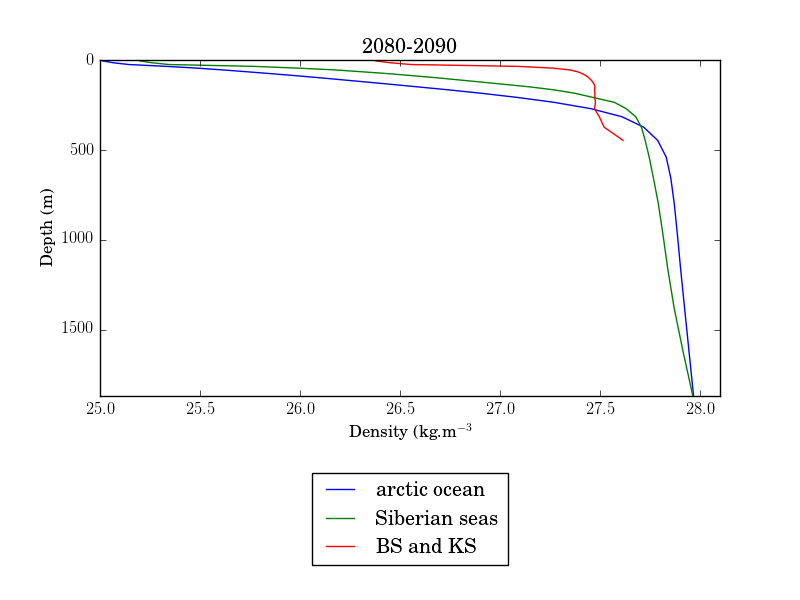 2080-2090
0
500
1000
1500
Depth (m)
25.0 25.5 26.0 26.5 27.0 27.5 28.0
Density (kg.m⁻³
arctic ocean
Siberian seas
BS and KS